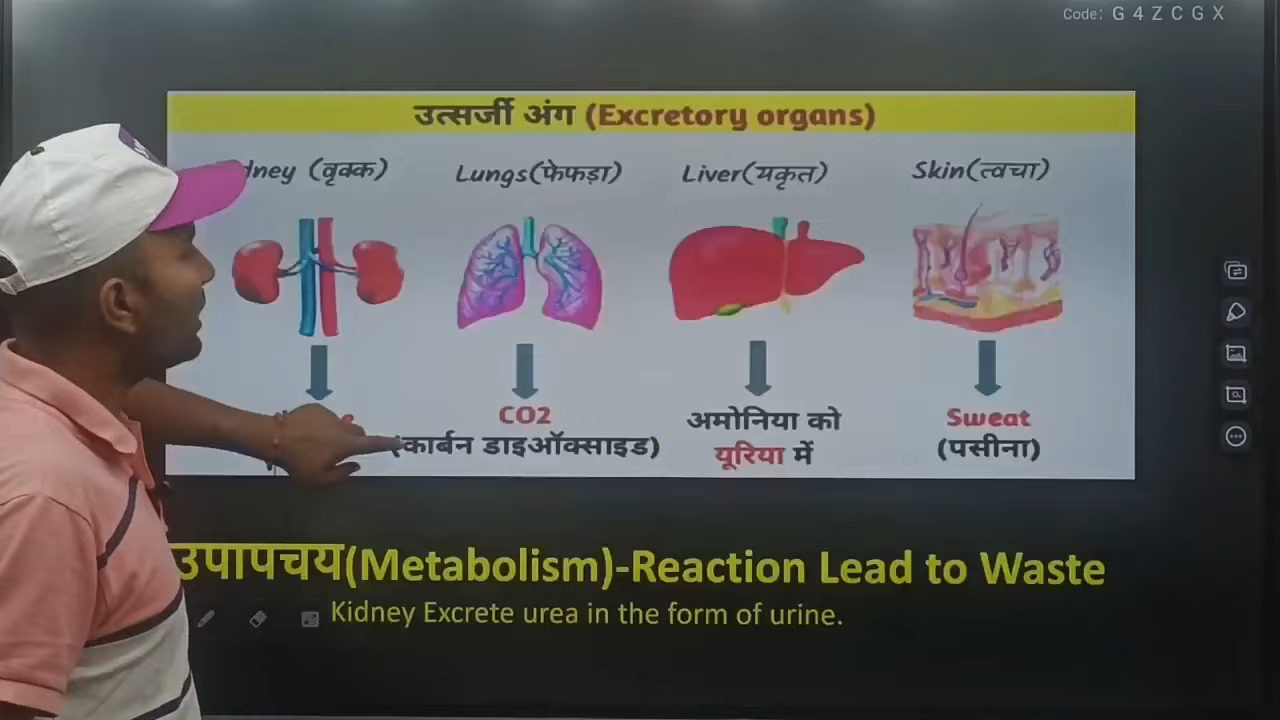 Code: G 4 Z C G X
उत्सर्जी अंग (Excretory organs)
(वृक्क)
Lungs(फेफड़ा)
Liver(यकृत)
Skin(त्वचा)
CO2
(कार्बन डाइऑक्साइड)
अमोनिया को
यूरिया में
Sweat
(पसीना)
उपापचय(Metabolism)-Reaction Lead to Waste
Kidney Excrete urea in the form of urine.